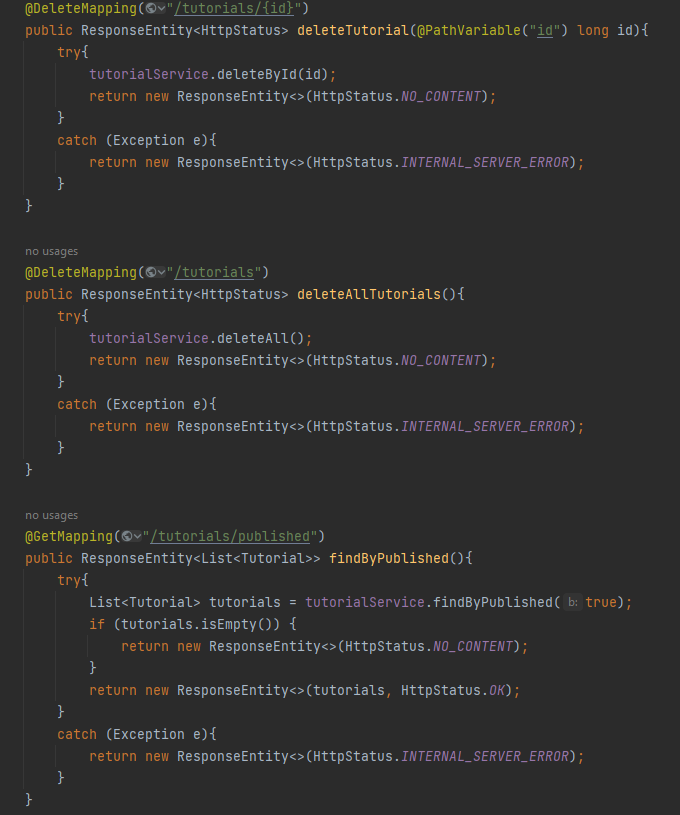 @DeleteMapping("/tutorials/{id}")
public ResponseEntity<HttpStatus> deleteTutorial(@PathVariable("id") long id){
    try{
        tutorialService.deleteById(id);
        return new ResponseEntity<>(HttpStatus.NO_CONTENT);
    }
    catch (Exception e){
        return new ResponseEntity<>(HttpStatus.INTERNAL_SERVER_ERROR);
    }
}
no usages
@DeleteMapping("/tutorials")
public ResponseEntity<HttpStatus> deleteAllTutorials(){
    try{
        tutorialService.deleteAll();
        return new ResponseEntity<>(HttpStatus.NO_CONTENT);
    }
    catch (Exception e){
        return new ResponseEntity<>(HttpStatus.INTERNAL_SERVER_ERROR);
    }
}
no usages
@GetMapping("/tutorials/published")
public ResponseEntity<List<Tutorial>> findByPublished(){
    try{
        List<Tutorial> tutorials = tutorialService.findByPublished( b: true);
        if (tutorials.isEmpty()) {
            return new ResponseEntity<>(HttpStatus.NO_CONTENT);
        }
        return new ResponseEntity<>(tutorials, HttpStatus.OK);
    }
    catch (Exception e){
        return new ResponseEntity<>(HttpStatus.INTERNAL_SERVER_ERROR);
    }
}